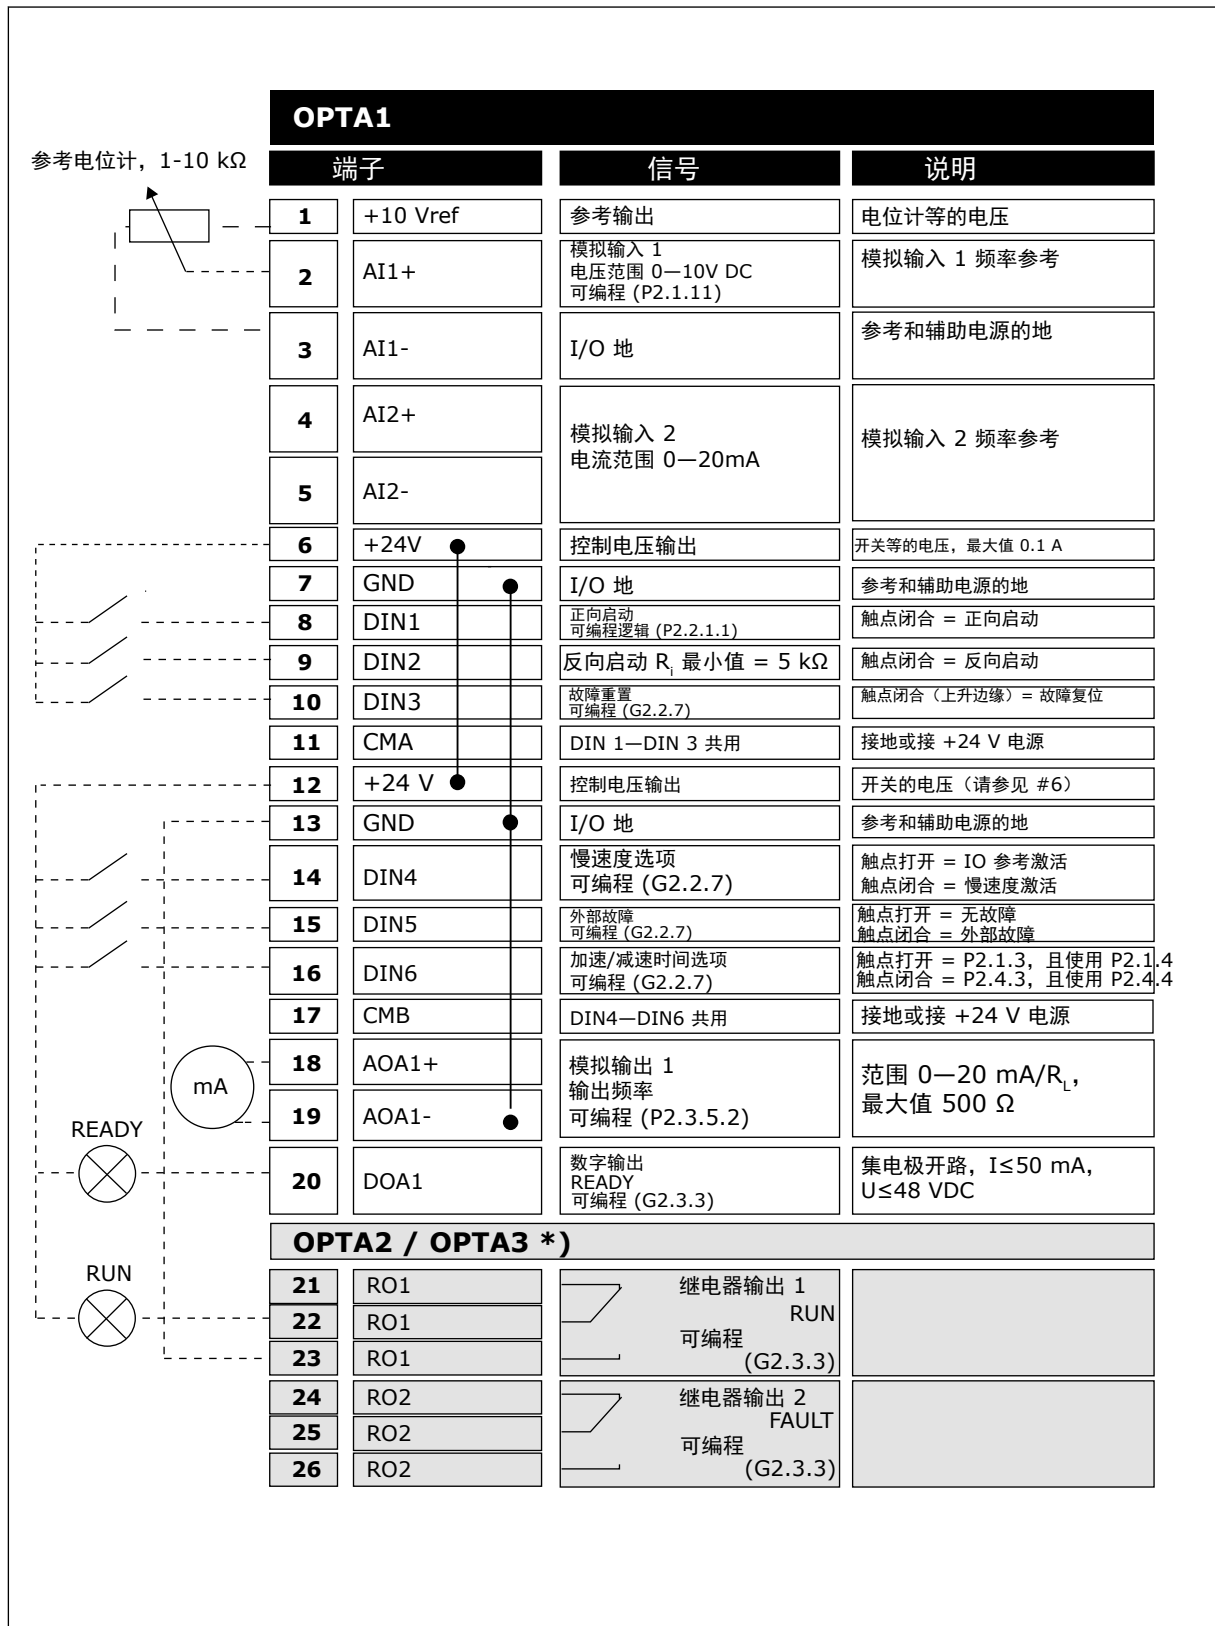 OPTA1
参考电位计，1-10 kΩ
端子 信号 说明
1 +10 Vref 参考输出 电位计等的电压
2 AI1+ 模拟输入 1
电压范围 0—10V DC
可编程 (P2.1.11)
模拟输入 1 频率参考
3 AI1- I/O 地 参考和辅助电源的地
4 AI2+
模拟输入 2
电流范围 0—20mA
模拟输入 2 频率参考
5 AI2-
6 +24V 控制电压输出 开关等的电压，最大值 0.1 A
7 GND I/O 地 参考和辅助电源的地
8 DIN1 正向启动
可编程逻辑 (P2.2.1.1)
触点闭合 = 正向启动
9 DIN2 反向启动 Ri 最小值 = 5 kΩ 触点闭合 = 反向启动
10 DIN3 故障重置
可编程 (G2.2.7)
触点闭合（上升边缘）= 故障复位
11 CMA DIN 1—DIN 3 共用 接地或接 +24 V 电源
12 +24 V 控制电压输出 开关的电压（请参见 #6）
13 GND I/O 地 参考和辅助电源的地
14 DIN4 慢速度选项
可编程 (G2.2.7)
触点打开 = IO 参考激活
触点闭合 = 慢速度激活
15 DIN5 外部故障
可编程 (G2.2.7)
触点打开 = 无故障
触点闭合 = 外部故障
16 DIN6 加速/减速时间选项
可编程 (G2.2.7)
触点打开 = P2.1.3，且使用 P2.1.4
触点闭合 = P2.4.3，且使用 P2.4.4
17 CMB DIN4—DIN6 共用 接地或接 +24 V 电源
mA
18 AOA1+ 模拟输出 1
输出频率
可编程 (P2.3.5.2)
范围 0—20 mA/RL，
最大值 500 Ω
19 AOA1-
READY
20 DOA1 数字输出
READY
可编程 (G2.3.3)
集电极开路，I≤50 mA，
U≤48 VDC
OPTA2 / OPTA3 *)
RUN
21 RO1 继电器输出 1
22 RO1 RUN
23 RO1 可编程
(G2.3.3)
24 RO2 继电器输出 2
25 RO2 FAULT
26 RO2 可编程
(G2.3.3)